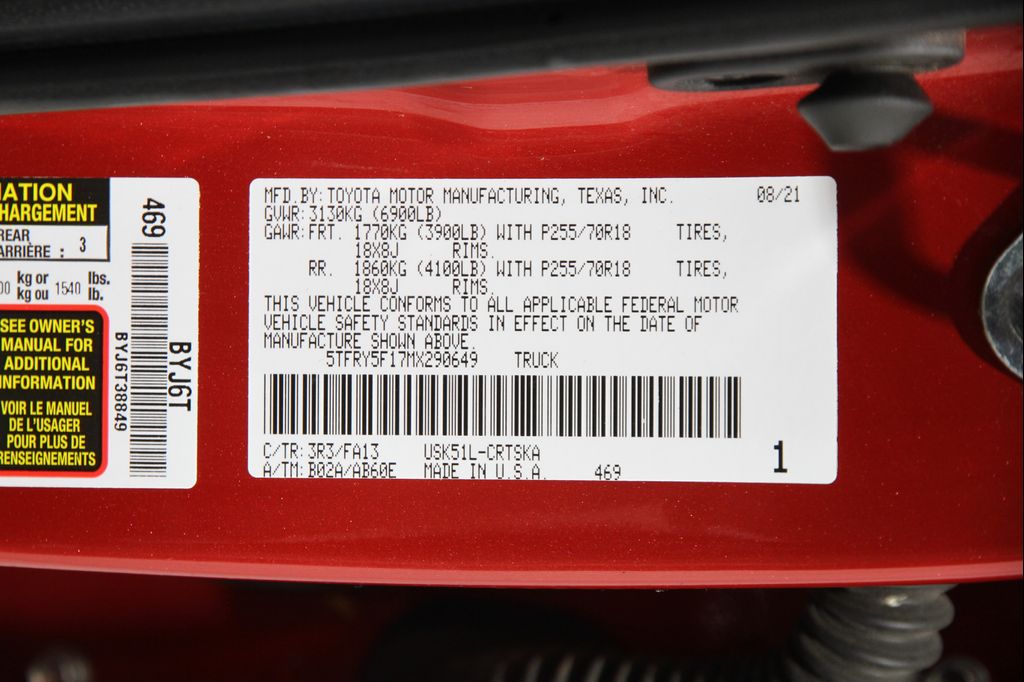 ATION
HARGEMENT
REAR
ARRIÈRE : 3
00 kg or 1540 lbs.
kg ou lb.
SEE OWNER'S
MANUAL FOR
ADDITIONAL
INFORMATION
VOIR LE MANUEL
DE L'USAGER
POUR PLUS DE
RENSEIGNEMENTS
469
BYJ6T38849
BYJ6T
MFD.BY:TOYOTA MOTOR MANUFACTURING, TEXAS, INC. 08/21
GVWR:3130KG (6900LB)
GAWR:FRT. 1770KG (3900LB) WITH P255/70R18 TIRES,
18X8J RIMS.
RR. 1860KG (4100LB) WITH P255/70R18 TIRES,
18X8J RIMS.
THIS VEHICLE CONFORMS TO ALL APPLICABLE FEDERAL MOTOR
VEHICLE SAFETY STANDARDS IN EFFECT ON THE DATE OF
MANUFACTURE SHOWN ABOVE.
5TFRY5F17MX290649 TRUCK
C/TR:3R3/FA13 USK51L-CRTSKA
A/TM:B02A/AB60E MADE IN U.S.A. 469
1